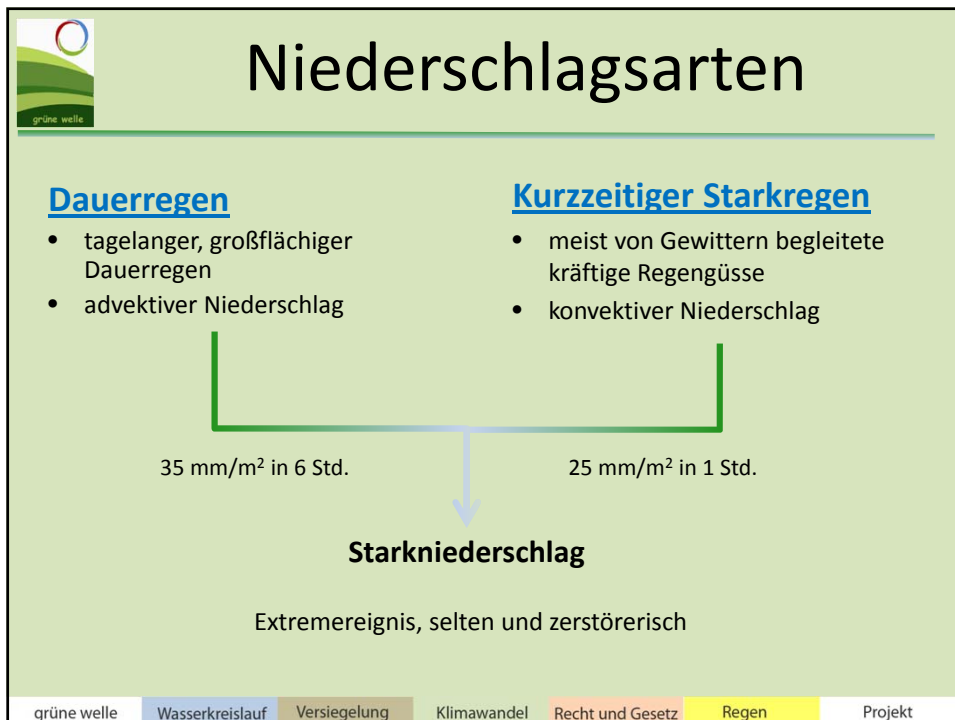 grüne welle
Niederschlagsarten
Dauerregen
• tagelanger, großflächiger
Dauerregen
• advektiver Niederschlag
Kurzzeitiger Starkregen
• meist von Gewittern begleitete
kräftige Regengüsse
• konvektiver Niederschlag
35 mm/m² in 6 Std.
25 mm/m² in 1 Std.
Starkniederschlag
Extremereignis, selten und zerstörerisch
grüne welle Wasserkreislauf Versiegelung Klimawandel Recht und Gesetz Regen Projekt